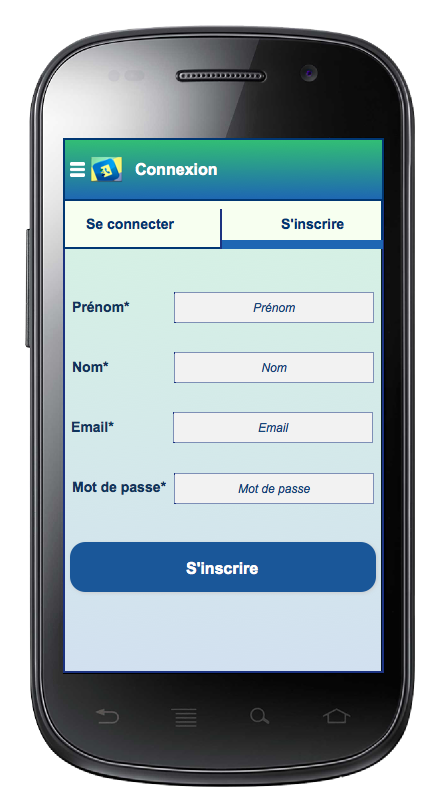 Connexion
Se connecter
S'inscrire
Prénom*
Prénom
Nom*
Nom
Email*
Email
Mot de passe*
Mot de passe
S'inscrire